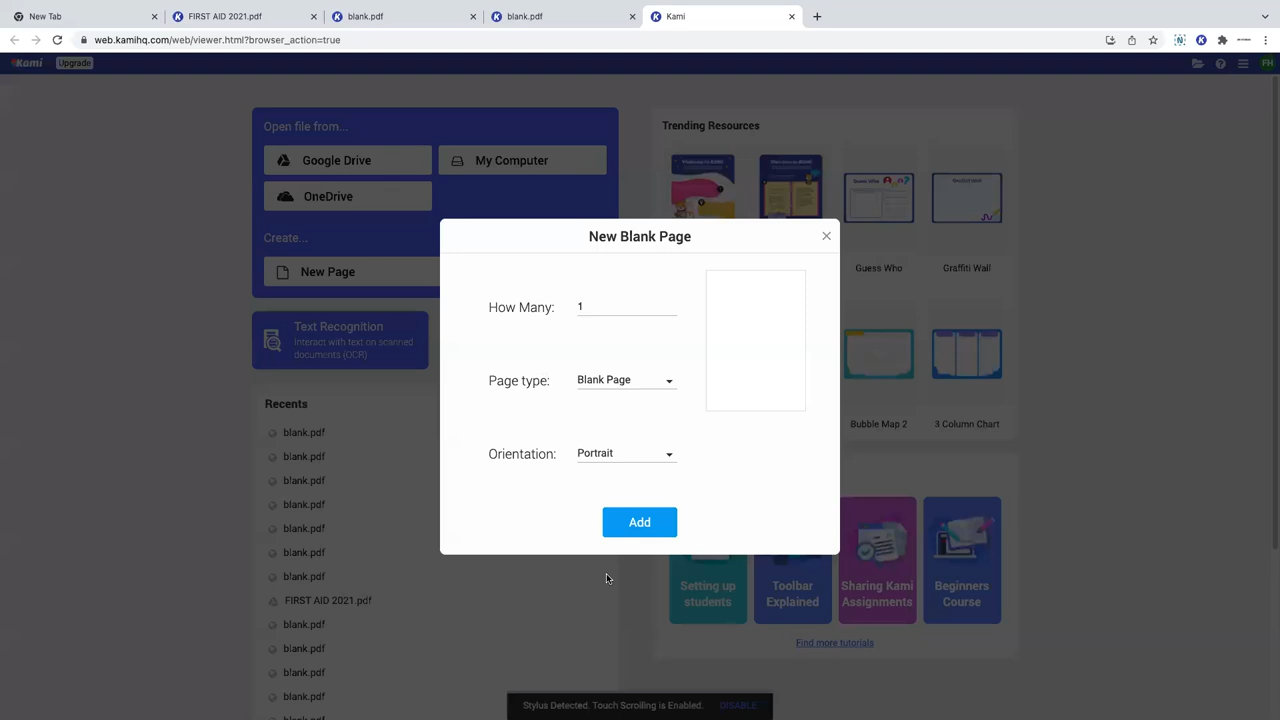 New Tab
FIRST AID 2021.pdf
blank.pdf
blank.pdf
Kami
web.kamihq.com/web/viewer.html?browser_action=true
Kami
Upgrade
FH
Open file from...
Google Drive
My Computer
OneDrive
Create...
New Page
Text Recognition
Interact with text on scanned
documents (OCR)
Recents
blank.pdf
blank.pdf
blank.pdf
blank.pdf
blank.pdf
blank.pdf
blank.pdf
FIRST AID 2021.pdf
blank.pdf
blank.pdf
blank.pdf
blank.pdf
Trending Resources
Guess Who
Graffiti Wall
Bubble Map 2
3 Column Chart
New Blank Page
How Many:
1
Page type:
Blank Page
Orientation:
Portrait
Add
Setting up
students
Toolbar
Explained
Sharing Kami
Assignments
Beginners
Course
Find more tutorials
Stylus Detected. Touch Scrolling is Enabled.
DISABLE